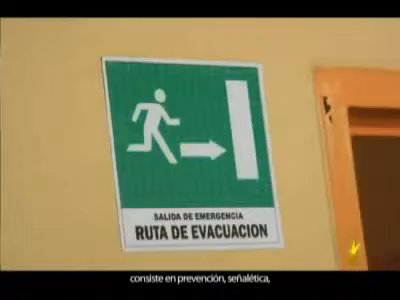 SALIDA DE EMERGENCIA
RUTA DE EVACUACION
consiste en prevención, señalética,